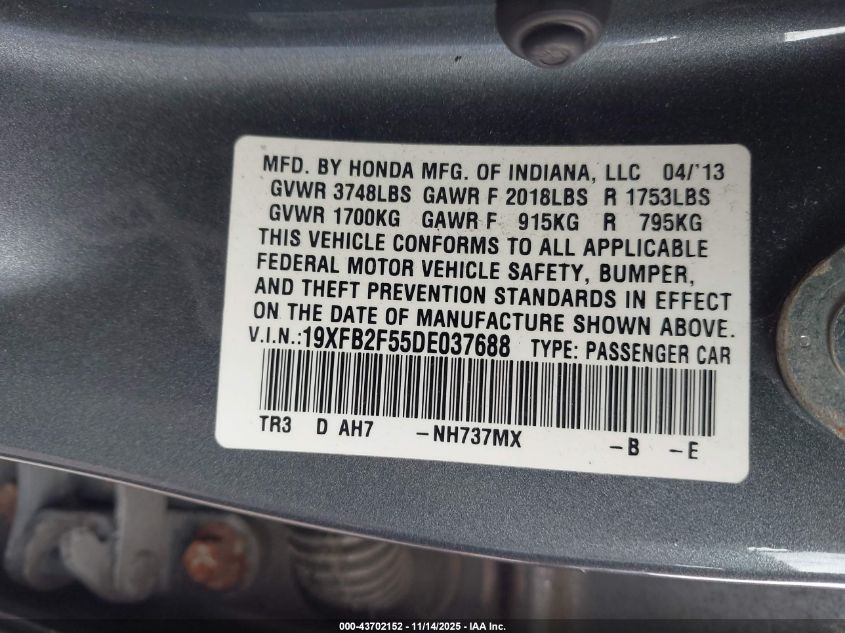 MFD. BY HONDA MFG. OF INDIANA, LLC 04/'13
GVWR 3748LBS GAWR F 2018LBS R 1753LBS
GVWR 1700KG GAWR F 915KG R 795KG
THIS VEHICLE CONFORMS TO ALL APPLICABLE
FEDERAL MOTOR VEHICLE SAFETY, BUMPER,
AND THEFT PREVENTION STANDARDS IN EFFECT
ON THE DATE OF MANUFACTURE SHOWN ABOVE.
V.I.N.:19XFB2F55DE037688 TYPE: PASSENGER CAR
TR3 D AH7 -NH737MX -B -E
000-43702152 - 11/14/2025 - IAA Inc.